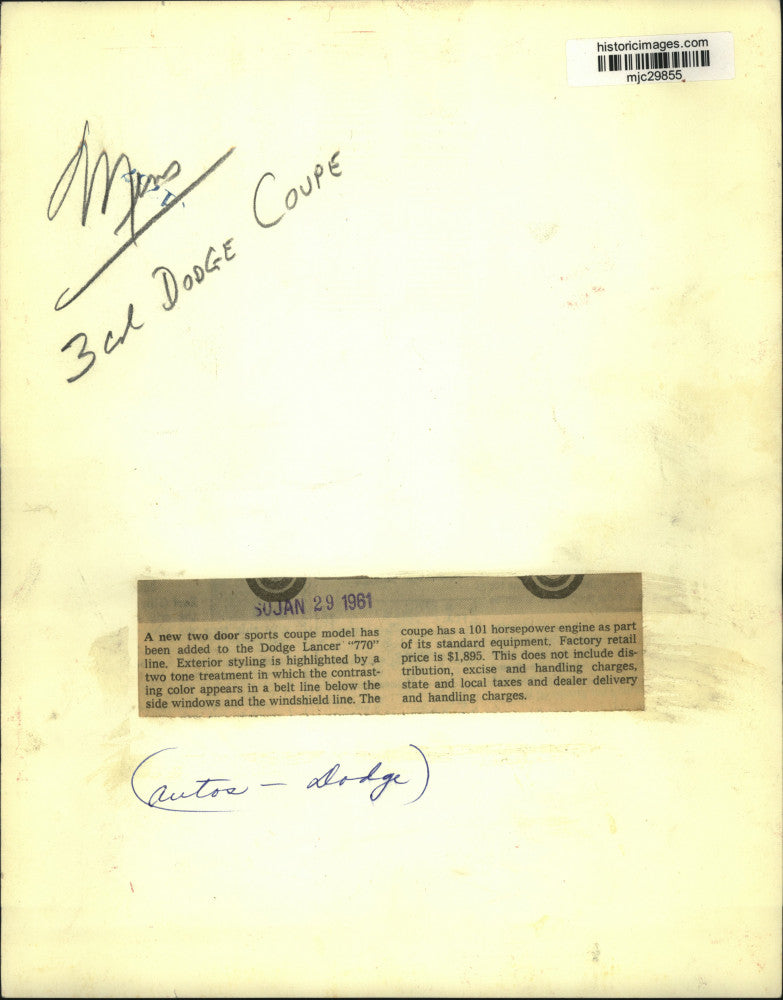 historicimages.com
mjc29855
3 col DODGE COUPE
SUJAN 29 1961
A new two door sports coupe model has
been added to the Dodge Lancer "770"
line. Exterior styling is highlighted by a
two tone treatment in which the contrast-
ing color appears in a belt line below the
side windows and the windshield line. The
coupe has a 101 horsepower engine as part
of its standard equipment. Factory retail
price is $1,895. This does not include dis-
tribution, excise and handling charges,
state and local taxes and dealer delivery
and handling charges.
(autos — Dodge)